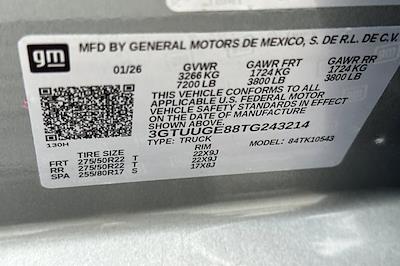 gm
MFD BY GENERAL MOTORS DE MEXICO, S. DE R.L. DE C.V.
01/26 GVWR GAWR FRT GAWR RR
3266 KG 1724 KG 1724 KG
7200 LB 3800 LB 3800 LB
THIS VEHICLE CONFORMS TO ALL
APPLICABLE U.S. FEDERAL MOTOR
VEHICLE SAFETY STANDARDS IN EFFECT
ON THE DATE OF MANUFACTURE SHOWN ABOVE.
3GTUUGE88TG243214
130H TYPE: TRUCK MODEL: 84TK10543
TIRE SIZE RIM
FRT 275/50R22 T 22X9J
RR 275/50R22 T 22X9J
SPA 255/80R17 S 17X8J